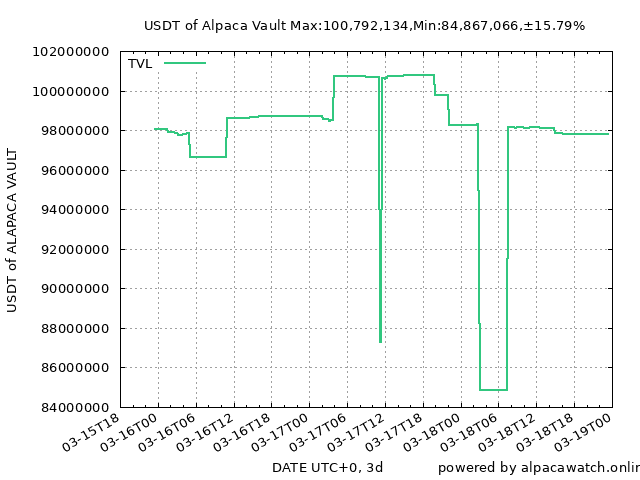 USDT of Alpaca Vault Max:100,792,134,Min:84,867,066,±15.79%
TVL
102000000
100000000
98000000
96000000
94000000
92000000
90000000
88000000
86000000
84000000
USDT of ALAPACA VAULT
03-15T18
03-16T00
03-16T06
03-16T12
03-16T18
03-17T00
03-17T06
03-17T12
03-17T18
03-18T00
03-18T06
03-18T12
03-18T18
03-19T00
DATE UTC+0, 3d
powered by alpacawatch.onlin